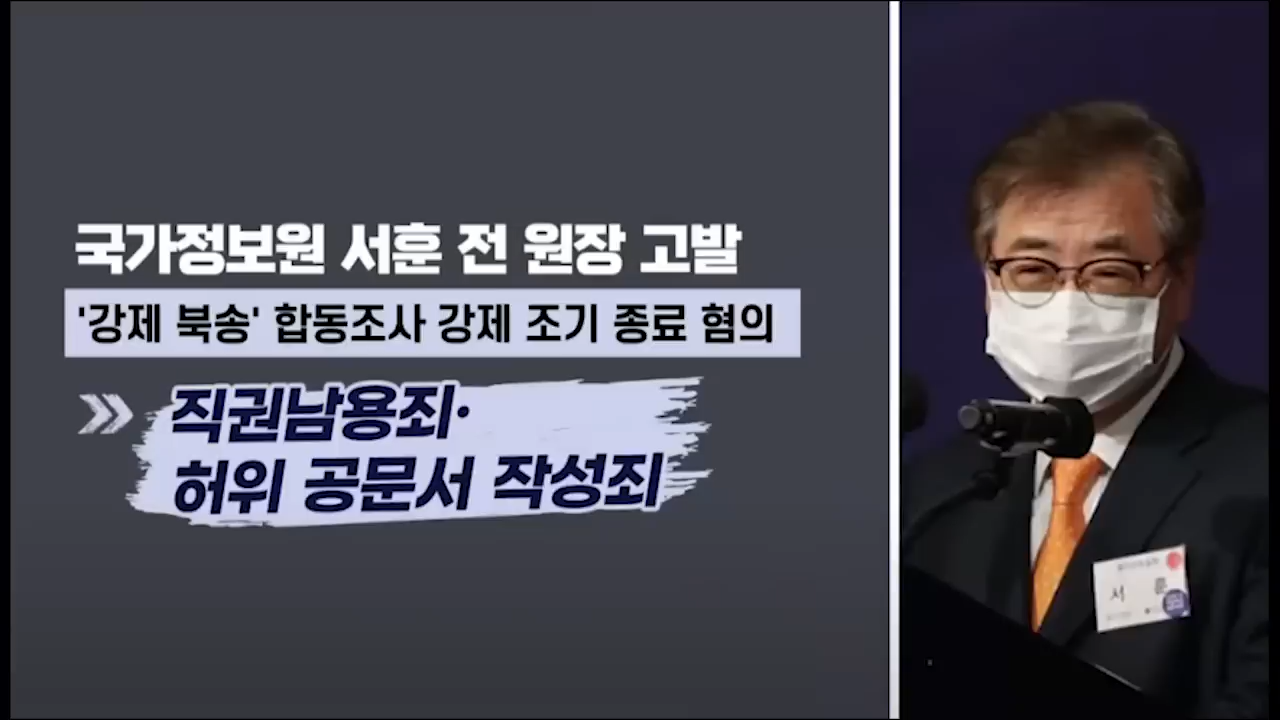 국가정보원 서훈 전 원장 고발
'강제 북송' 합동조사 강제 조기 종료 혐의
직권남용죄·
허위 공문서 작성죄
서 훈